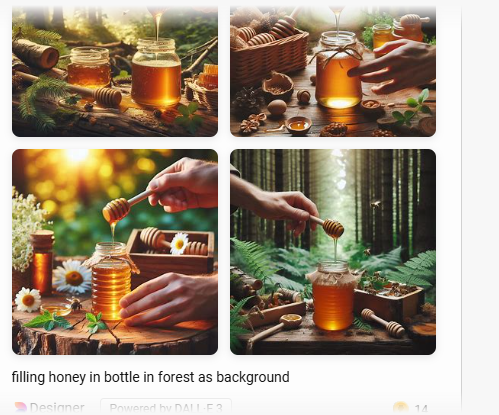 filling honey in bottle in forest as background
Designer
Powered by DALL·E 3
14